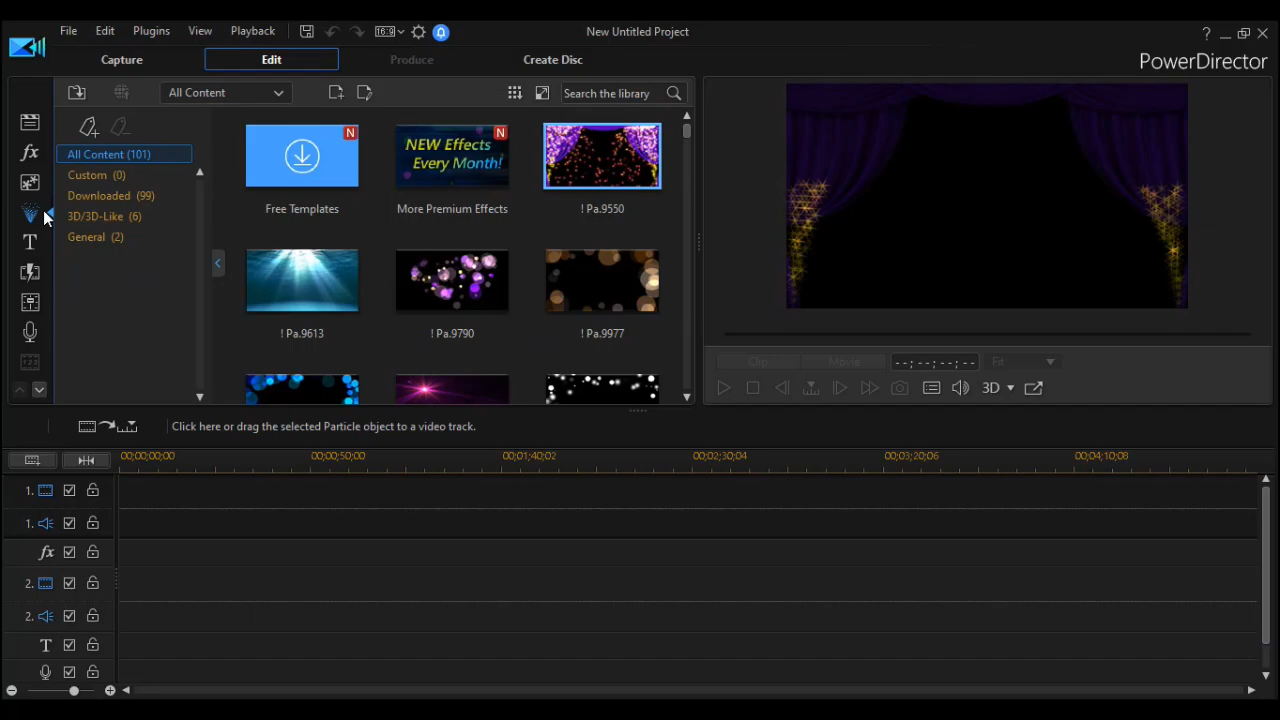 File Edit Plugins View Playback 16:9 New Untitled Project ?
Capture Edit Produce Create Disc PowerDirector
All Content Search the library
All Content (101)
Custom (0)
Downloaded (99)
3D/3D-Like (6)
General (2)
N
NEW Effects
Every Month!
N
Free Templates More Premium Effects ! Pa.9550
! Pa.9613 ! Pa.9790 ! Pa.9977
fx
T
123
Clip Movie --;--;--;-- Fit
3D
Click here or drag the selected Particle object to a video track.
00;00;00;00 00;00;50;00 00;01;40;02 00;02;30;04 00;03;20;06 00;04;10;08
1.
1.
fx
2.
2.
T